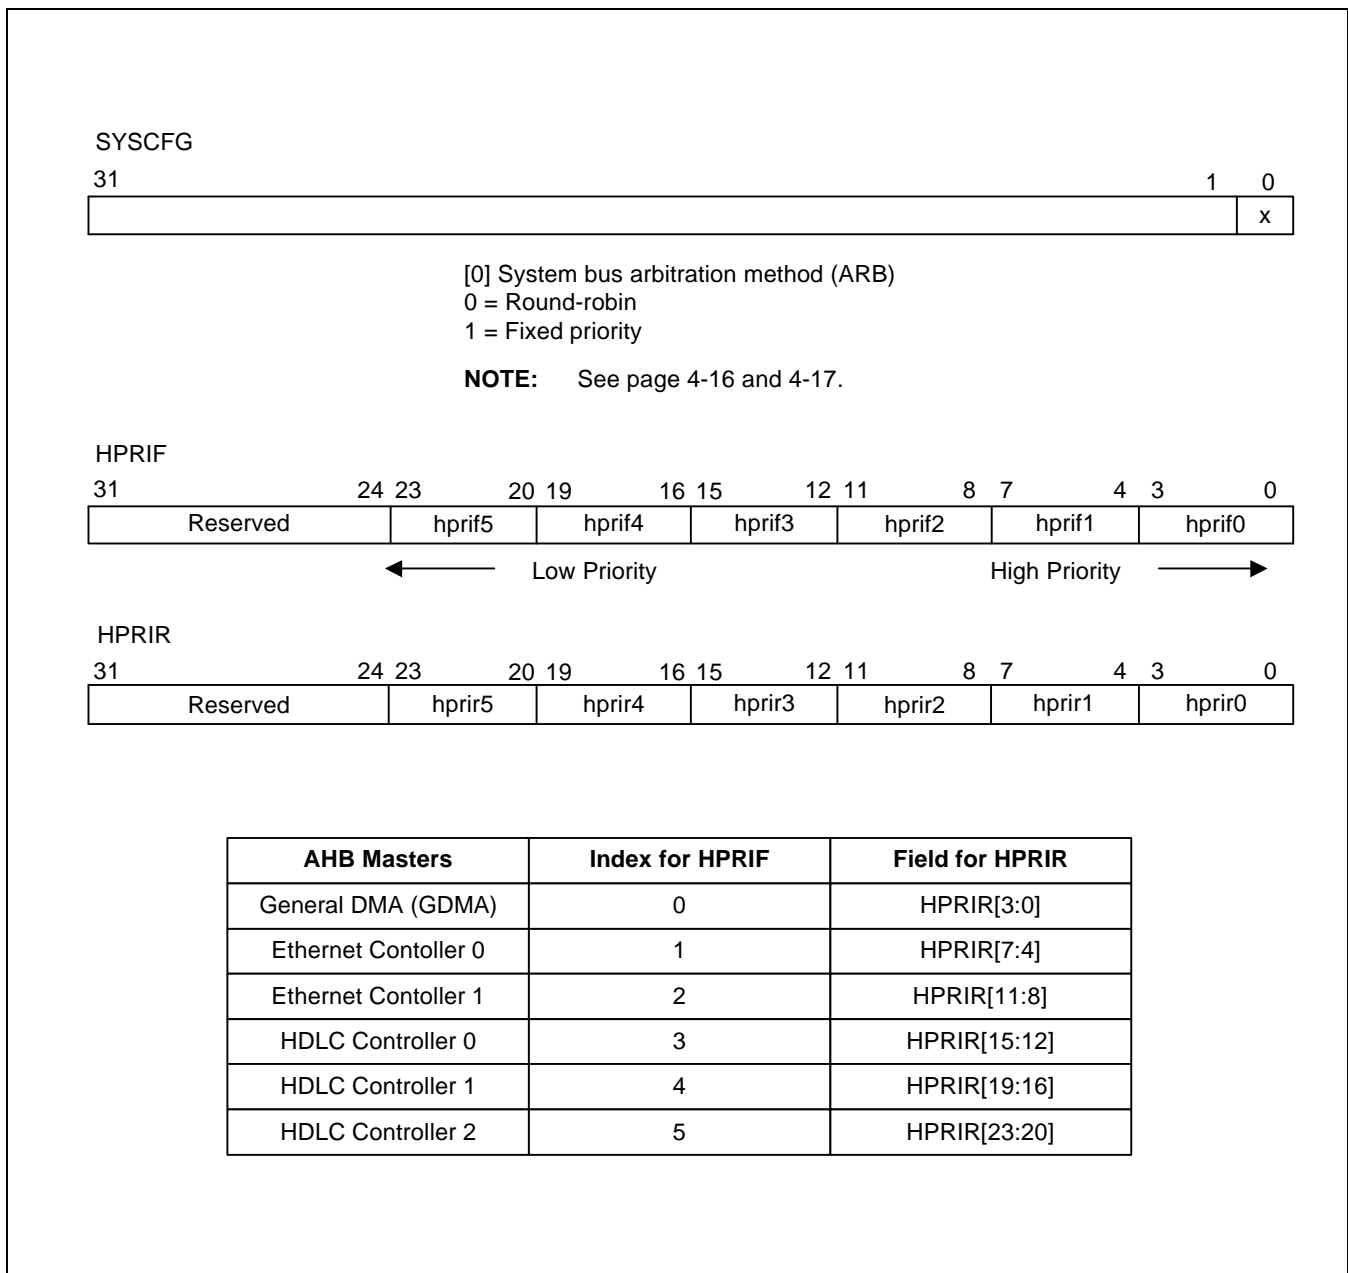 SYSCFG
31 1 0
x
[0] System bus arbitration method (ARB)
0 = Round-robin
1 = Fixed priority
NOTE: See page 4-16 and 4-17.
HPRIF
31 24 23 20 19 16 15 12 11 8 7 4 3 0
Reserved hprif5 hprif4 hprif3 hprif2 hprif1 hprif0
Low Priority High Priority
HPRIR
31 24 23 20 19 16 15 12 11 8 7 4 3 0
Reserved hprir5 hprir4 hprir3 hprir2 hprir1 hprir0
AHB Masters Index for HPRIF Field for HPRIR
General DMA (GDMA) 0 HPRIR[3:0]
Ethernet Contoller 0 1 HPRIR[7:4]
Ethernet Contoller 1 2 HPRIR[11:8]
HDLC Controller 0 3 HPRIR[15:12]
HDLC Controller 1 4 HPRIR[19:16]
HDLC Controller 2 5 HPRIR[23:20]